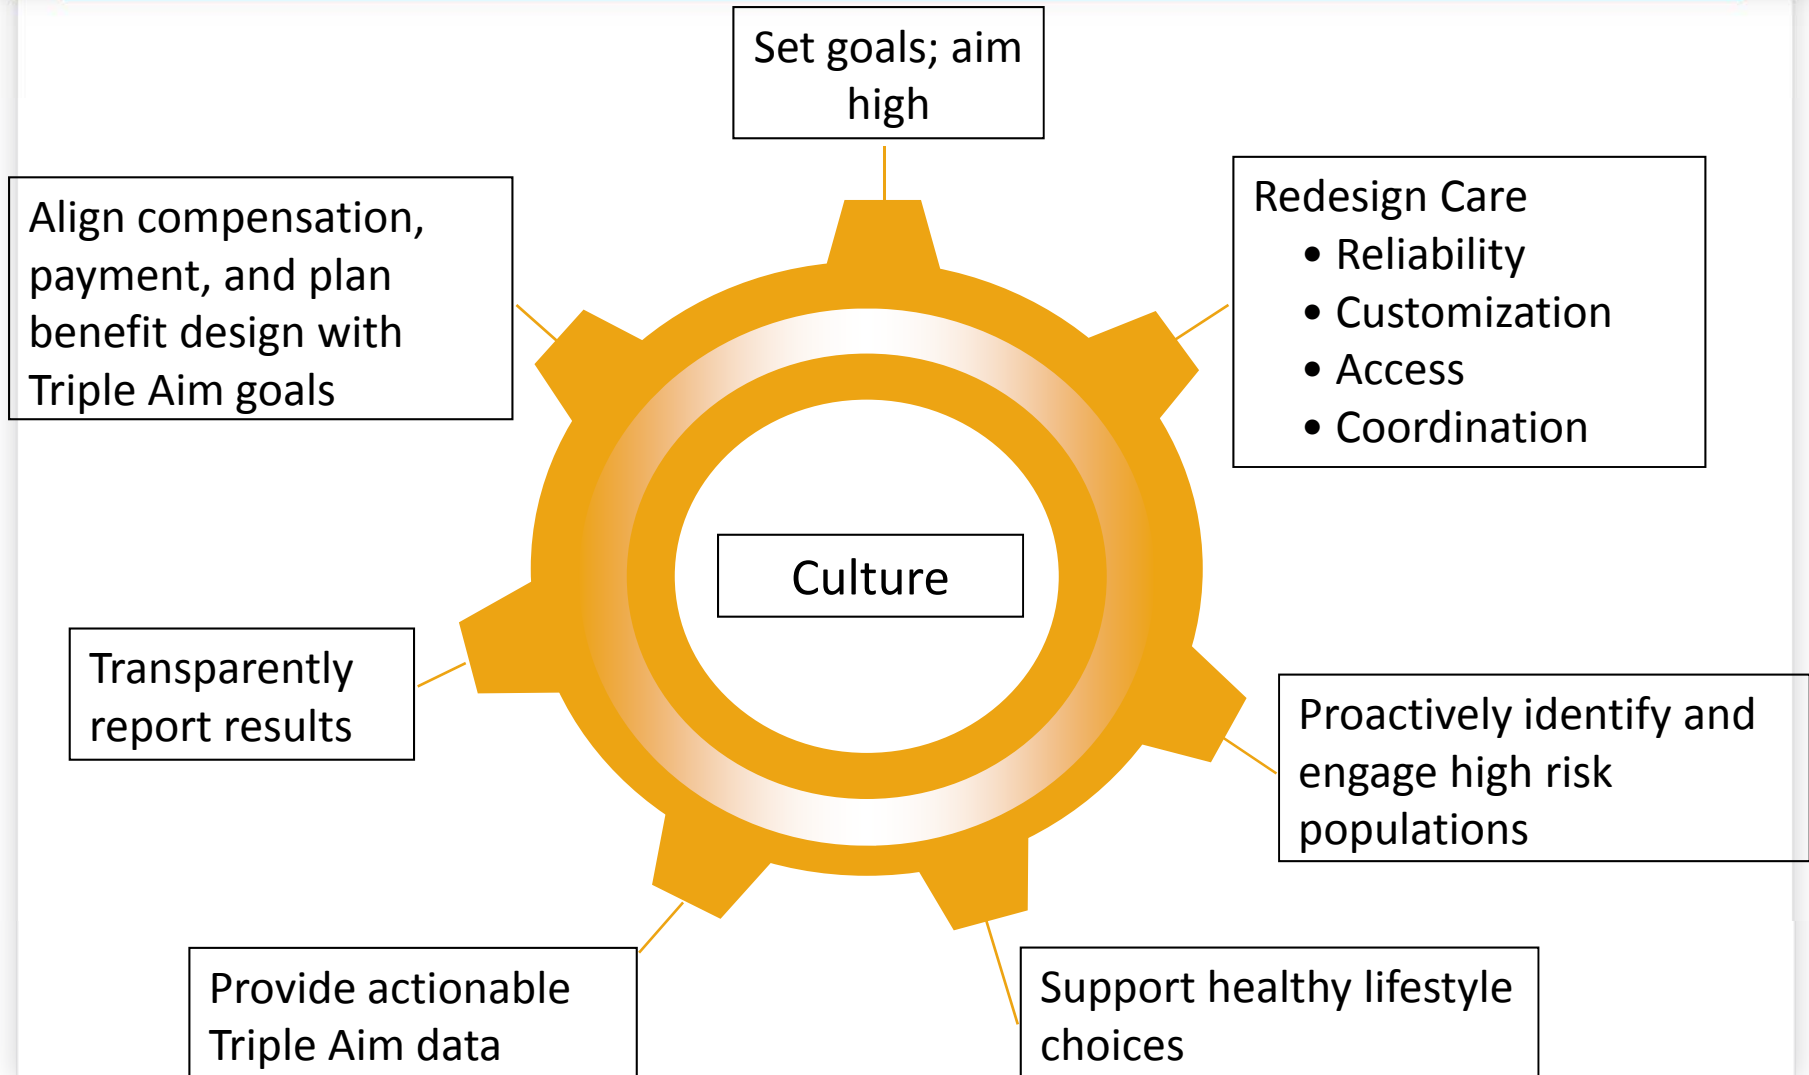 Set goals; aim
high
Redesign Care
• Reliability
• Customization
• Access
• Coordination
Proactively identify and
engage high risk
populations
Support healthy lifestyle
choices
Provide actionable
Triple Aim data
Transparently
report results
Align compensation,
payment, and plan
benefit design with
Triple Aim goals
Culture